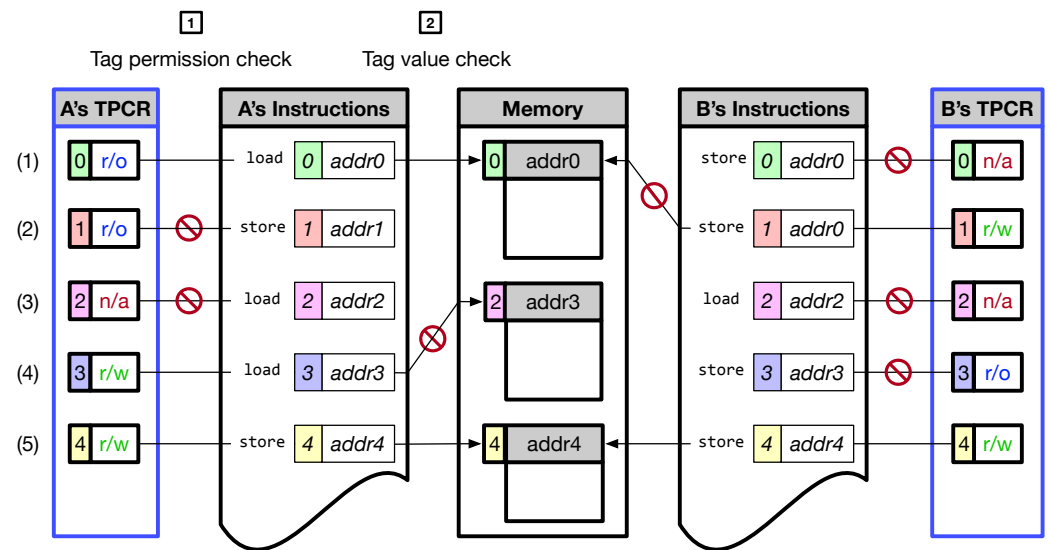 1 2
Tag permission check Tag value check
A's TPCR A's Instructions Memory B's Instructions B's TPCR
(1) 0 r/o load 0 addr0 0 addr0 store 0 addr0 0 n/a
(2) 1 r/o store 1 addr1 store 1 addr0 1 r/w
(3) 2 n/a load 2 addr2 2 addr3 load 2 addr2 2 n/a
(4) 3 r/w load 3 addr3 store 3 addr3 3 r/o
(5) 4 r/w store 4 addr4 4 addr4 store 4 addr4 4 r/w